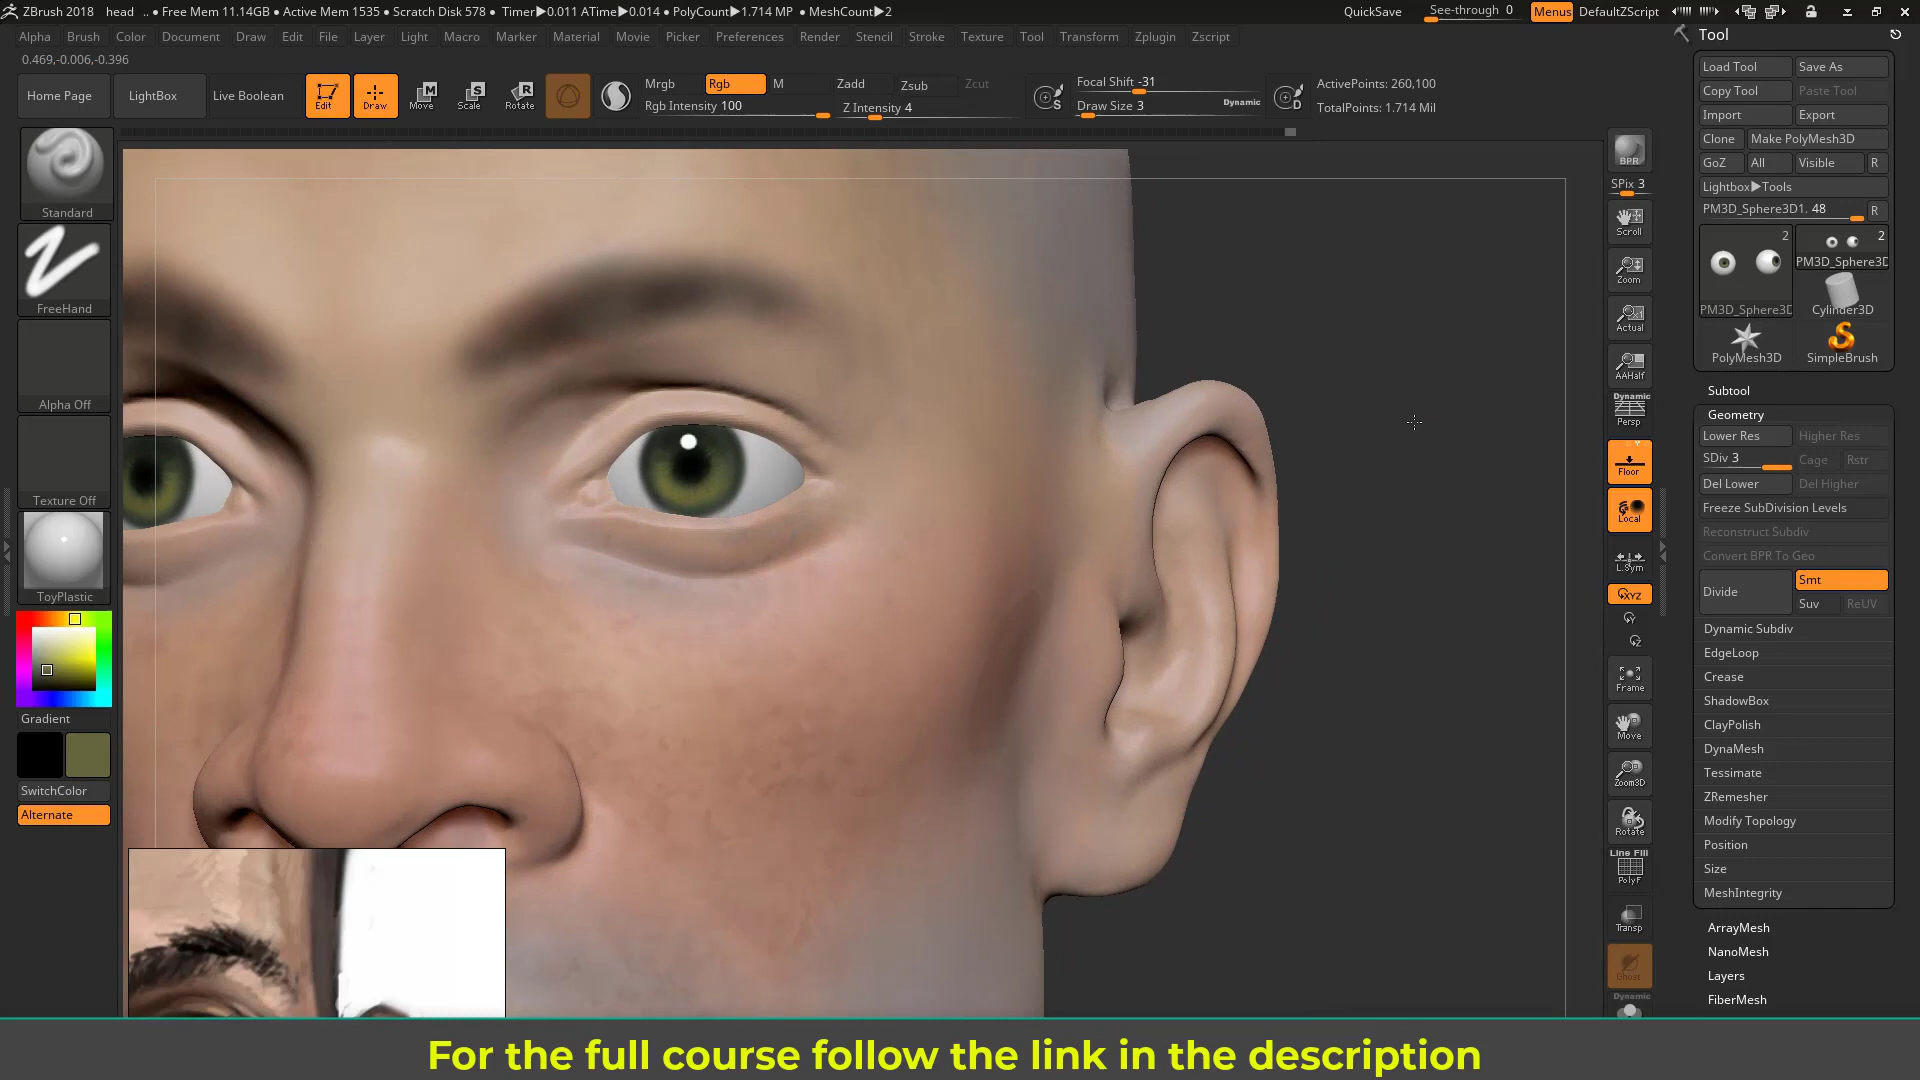 ZBrush 2018 head .. ● Free Mem 11.14GB ● Active Mem 1535 ● Scratch Disk 578 ● Timer▶0.011 ATime▶0.014 ● PolyCount▶1.714 MP ● MeshCount▶2 QuickSave See-through 0 Menus DefaultZScript
Alpha Brush Color Document Draw Edit File Layer Light Macro Marker Material Movie Picker Preferences Render Stencil Stroke Texture Tool Transform Zplugin Zscript
0.469,-0.006,-0.396
Home Page LightBox Live Boolean Edit Draw Move Scale Rotate
Mrgb Rgb M Zadd Zsub Zcut
Rgb Intensity 100 Z Intensity 4
S Focal Shift -31
Draw Size 3 Dynamic
D ActivePoints: 260,100
TotalPoints: 1.714 Mil
Standard
FreeHand
Alpha Off
Texture Off
ToyPlastic
Gradient
SwitchColor
Alternate
BPR
SPix 3
Scroll
Zoom
Actual
AAHalf
Dynamic
Persp
Floor
Local
L.Sym
XYZ
Y
Z
Frame
Move
Zoom3D
Rotate
Line Fill
PolyF
Transp
Ghost
Dynamic
Tool
Load Tool Save As
Copy Tool Paste Tool
Import Export
Clone Make PolyMesh3D
GoZ All Visible R
Lightbox▶Tools
PM3D_Sphere3D1. 48 R
2 2
PM3D_Sphere3D
PM3D_Sphere3D Cylinder3D
PolyMesh3D SimpleBrush
Subtool
Geometry
Lower Res Higher Res
SDiv 3 Cage Rstr
Del Lower Del Higher
Freeze SubDivision Levels
Reconstruct Subdiv
Convert BPR To Geo
Divide Smt
Suv ReUV
Dynamic Subdiv
EdgeLoop
Crease
ShadowBox
ClayPolish
DynaMesh
Tessimate
ZRemesher
Modify Topology
Position
Size
MeshIntegrity
ArrayMesh
NanoMesh
Layers
FiberMesh
For the full course follow the link in the description